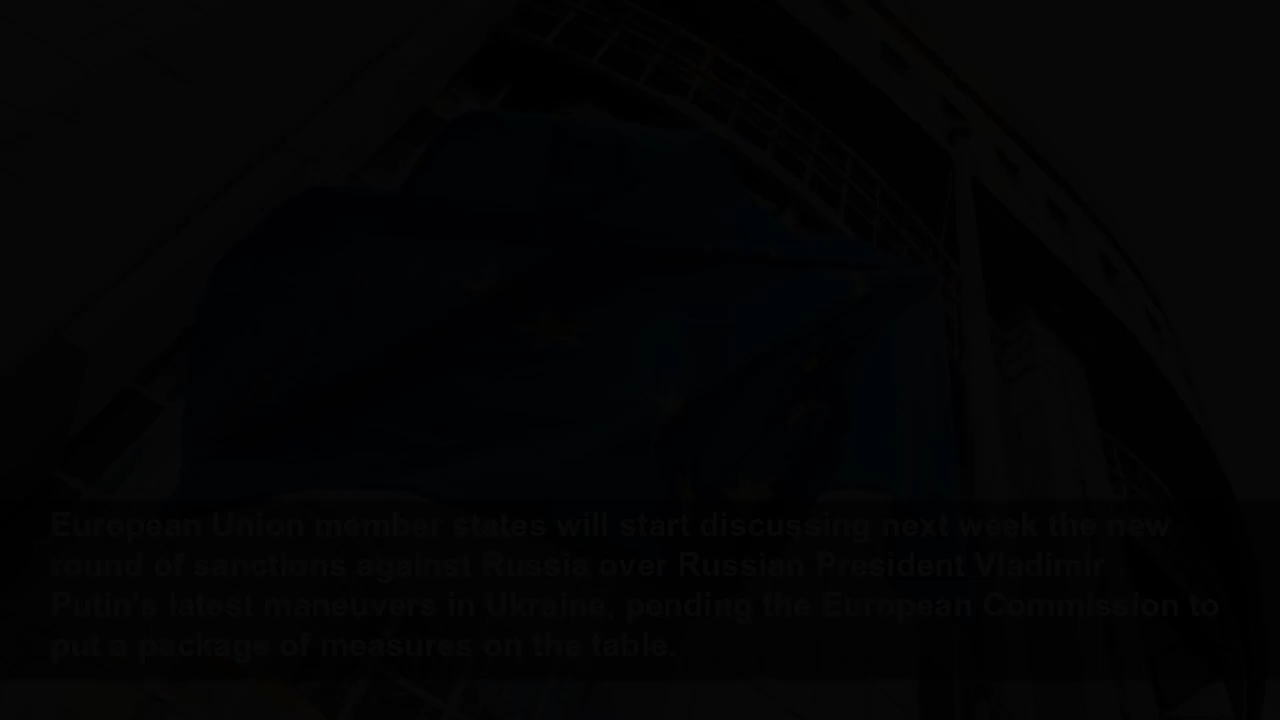 European Union member states will start discussing next week the new
round of sanctions against Russia over Russian President Vladimir
Putin's latest maneuvers in Ukraine, pending the European Commission to
put a package of measures on the table.